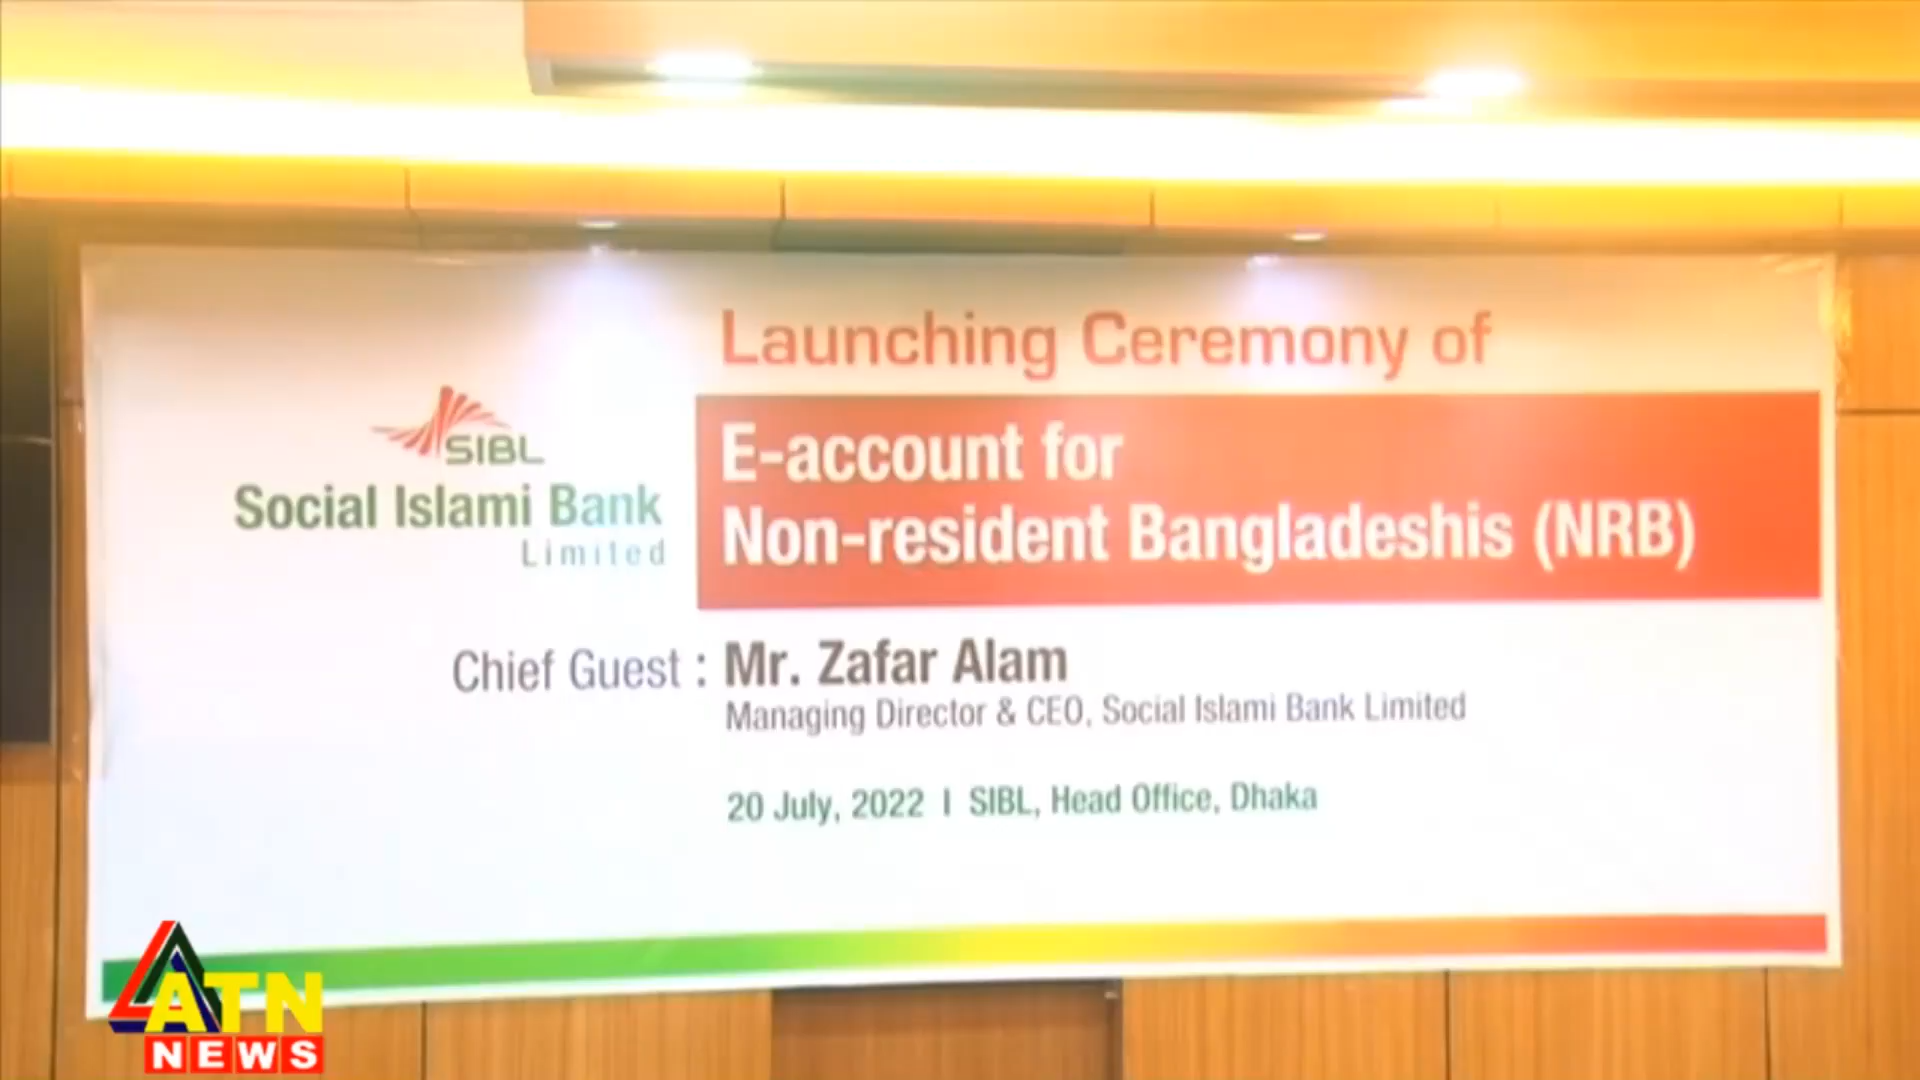 Launching Ceremony of
SIBL
Social Islami Bank
Limited
E-account for
Non-resident Bangladeshis (NRB)
Chief Guest : Mr. Zafar Alam
Managing Director & CEO, Social Islami Bank Limited
20 July, 2022 | SIBL, Head Office, Dhaka
ATN
NEWS